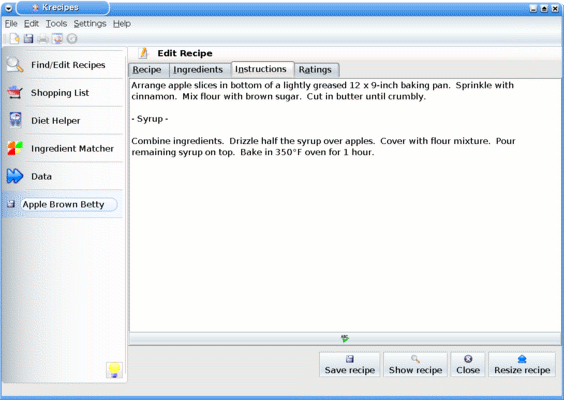 Krecipes
File Edit Tools Settings Help
Find/Edit Recipes
Shopping List
Diet Helper
Ingredient Matcher
Data
Apple Brown Betty
Edit Recipe
Recipe Ingredients Instructions Ratings
Arrange apple slices in bottom of a lightly greased 12 x 9-inch baking pan. Sprinkle with
cinnamon. Mix flour with brown sugar. Cut in butter until crumbly.
- Syrup -
Combine ingredients. Drizzle half the syrup over apples. Cover with flour mixture. Pour
remaining syrup on top. Bake in 350°F oven for 1 hour.
Save recipe Show recipe Close Resize recipe